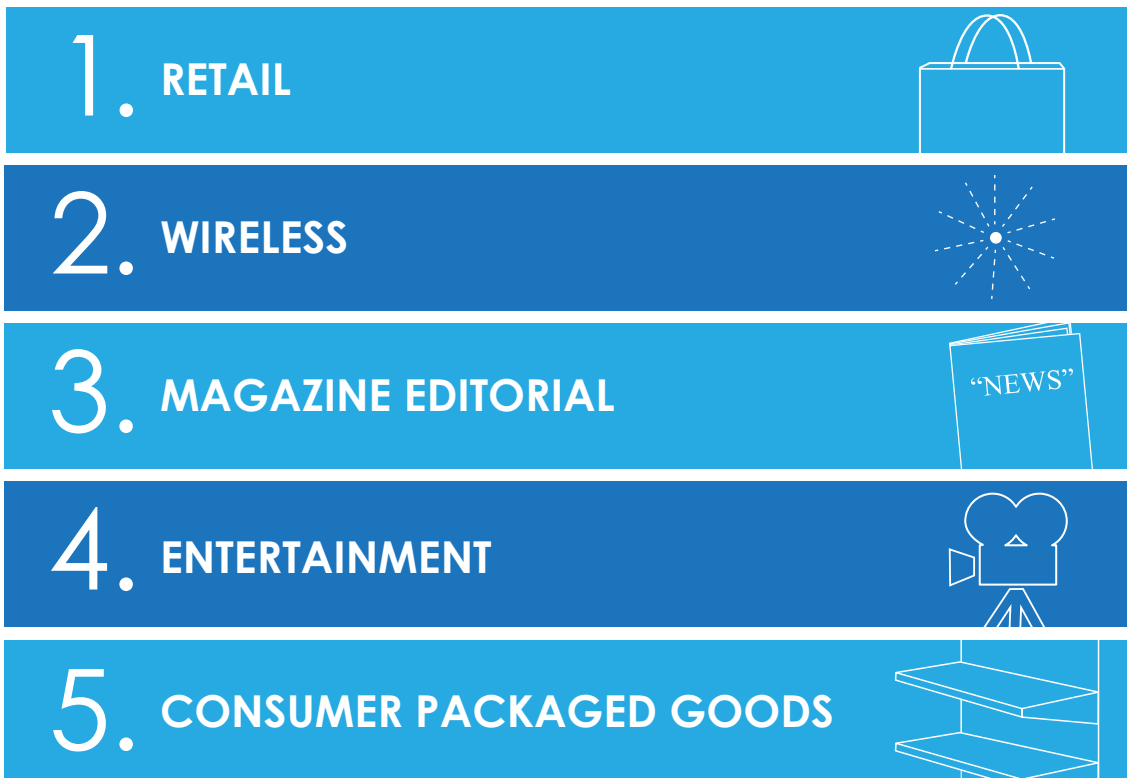 1. RETAIL
2. WIRELESS
3. MAGAZINE EDITORIAL
“NEWS”
4. ENTERTAINMENT
5. CONSUMER PACKAGED GOODS